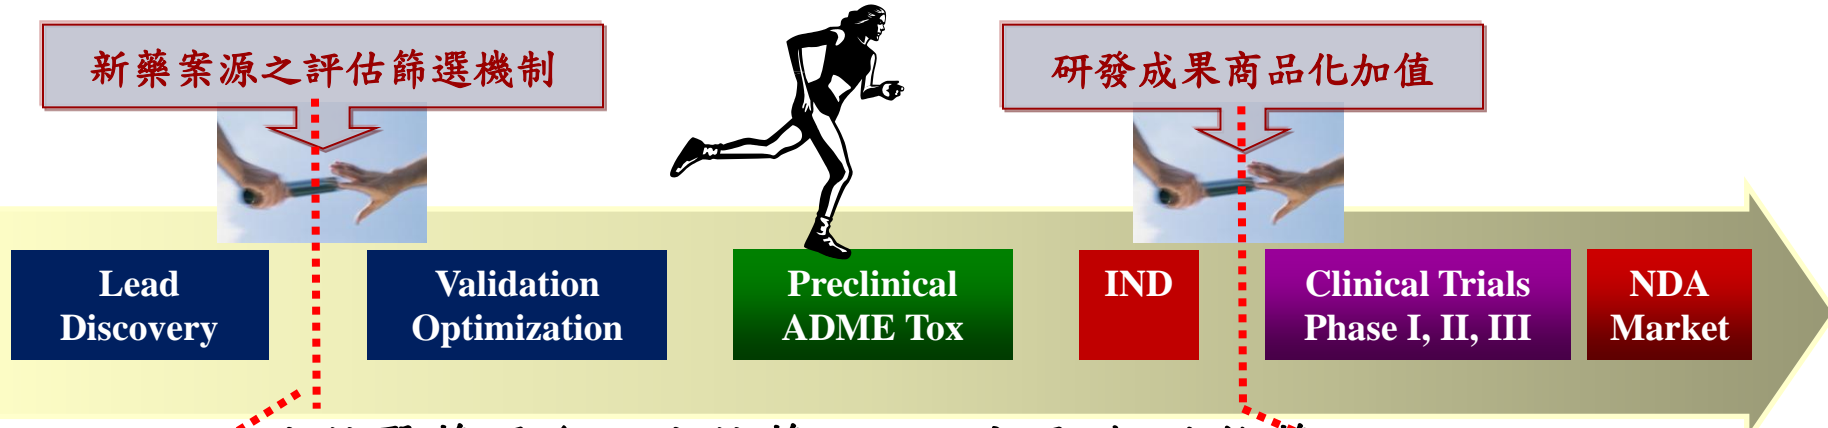 新藥案源之評估篩選機制
研發成果商品化加值
Lead
Discovery
Validation
Optimization
Preclinical
ADME Tox
IND
Clinical Trials
Phase I, II, III
NDA
Market